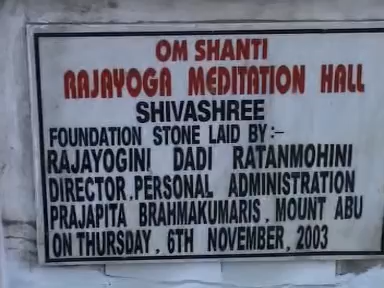 OM SHANTI
RAJAYOGA MEDITATION HALL
SHIVASHREE
FOUNDATION STONE LAID BY :-
RAJAYOGINI DADI RATANMOHINI
DIRECTOR, PERSONAL ADMINISTRATION
PRAJAPITA BRAHMAKUMARIS, MOUNT ABU
ON THURSDAY, 6TH NOVEMBER, 2003